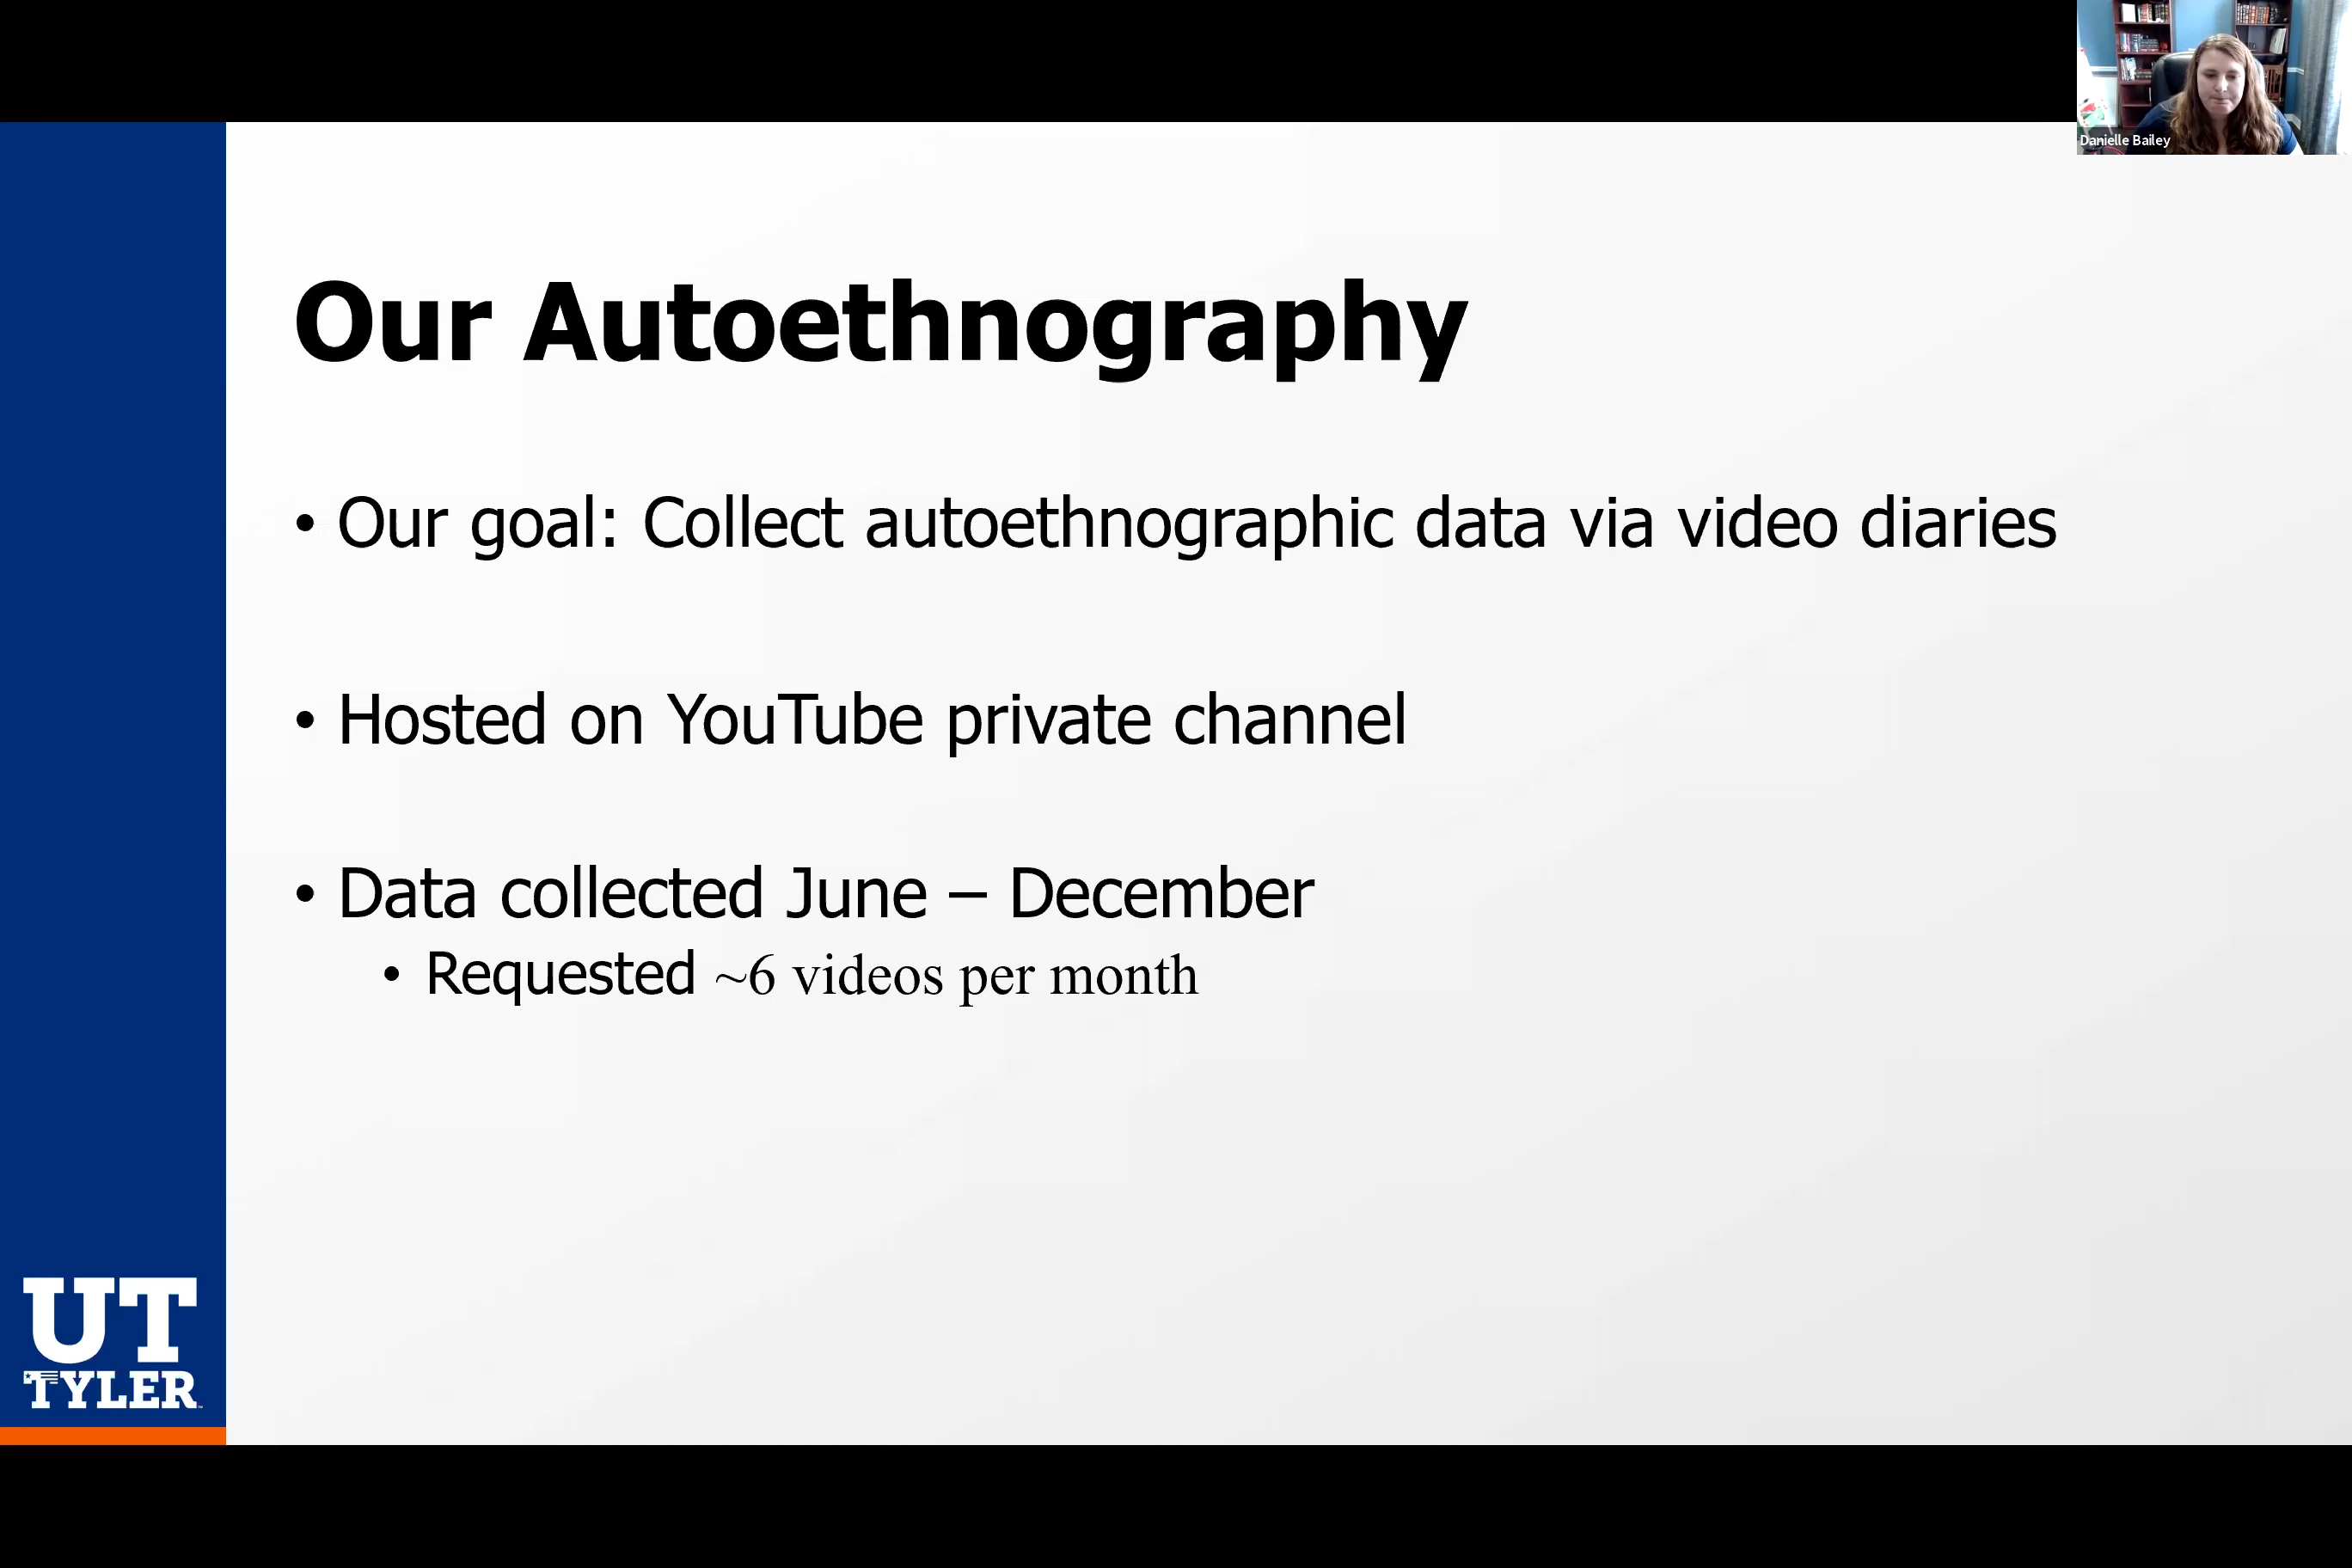 Danielle Bailey
Our Autoethnography
• Our goal: Collect autoethnographic data via video diaries
• Hosted on YouTube private channel
• Data collected June – December
• Requested ~6 videos per month
UT
TYLER